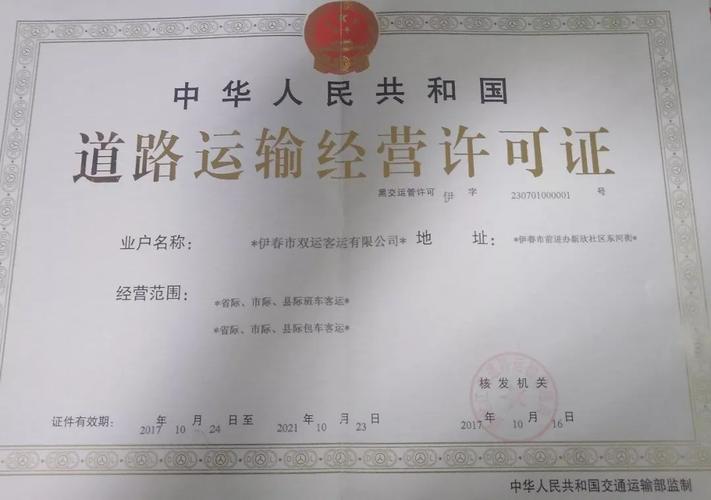 中华人民共和国
道路运输经营许可证
黑交运管许可 伊 字 230701000001 号
业户名称： *伊春市双运客运有限公司* 地 址： *伊春市前进办新欣社区东河街*
经营范围： *省际、市际、县际班车客运*
*省际、市际、县际包车客运*
核发机关
证件有效期： 2017 年 10 月 24 日至 2021 年 10 月 23 日 2017 年 10 月 16 日
中华人民共和国交通运输部监制